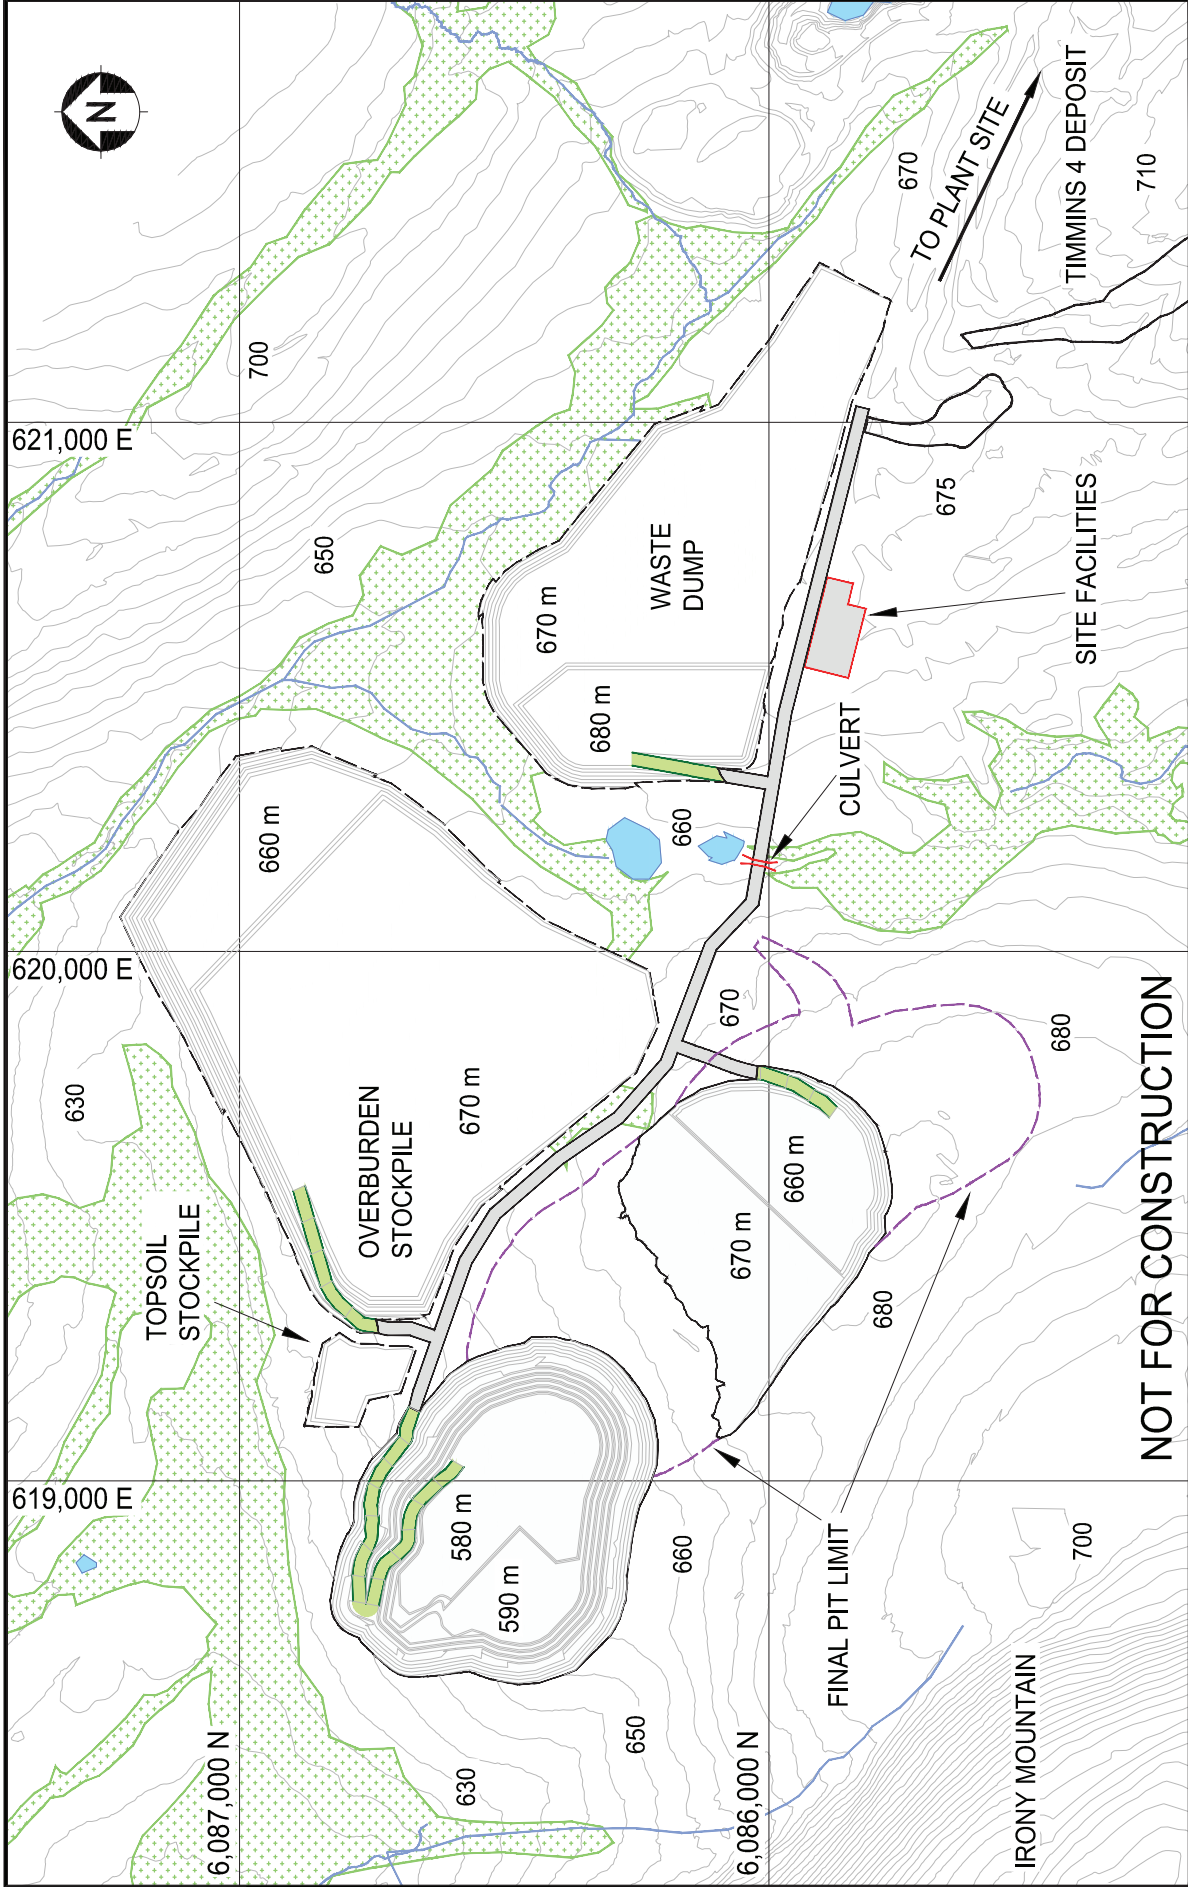 N
621,000 E
620,000 E
619,000 E
6,087,000 N
6,086,000 N
700
650
630
630
650
660
660
670
680
680
700
675
670
710
TO PLANT SITE
TIMMINS 4 DEPOSIT
670 m
WASTE
DUMP
680 m
SITE FACILITIES
CULVERT
660 m
670 m
OVERBURDEN
STOCKPILE
TOPSOIL
STOCKPILE
660 m
670 m
580 m
590 m
FINAL PIT LIMIT
IRONY MOUNTAIN
NOT FOR CONSTRUCTION